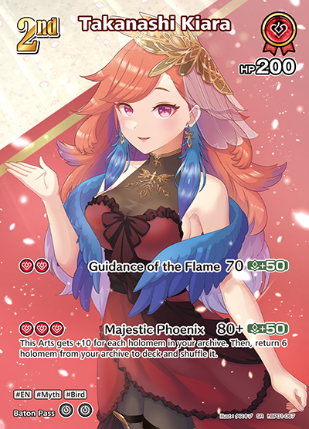 2nd
Takanashi Kiara
HP200
Guidance of the Flame 70 +50
Majestic Phoenix 80+ +50
This Arts gets +10 for each holomem in your archive. Then, return 6
holomem from your archive to deck and shuffle it.
#EN #Myth #Bird
Baton Pass
SR